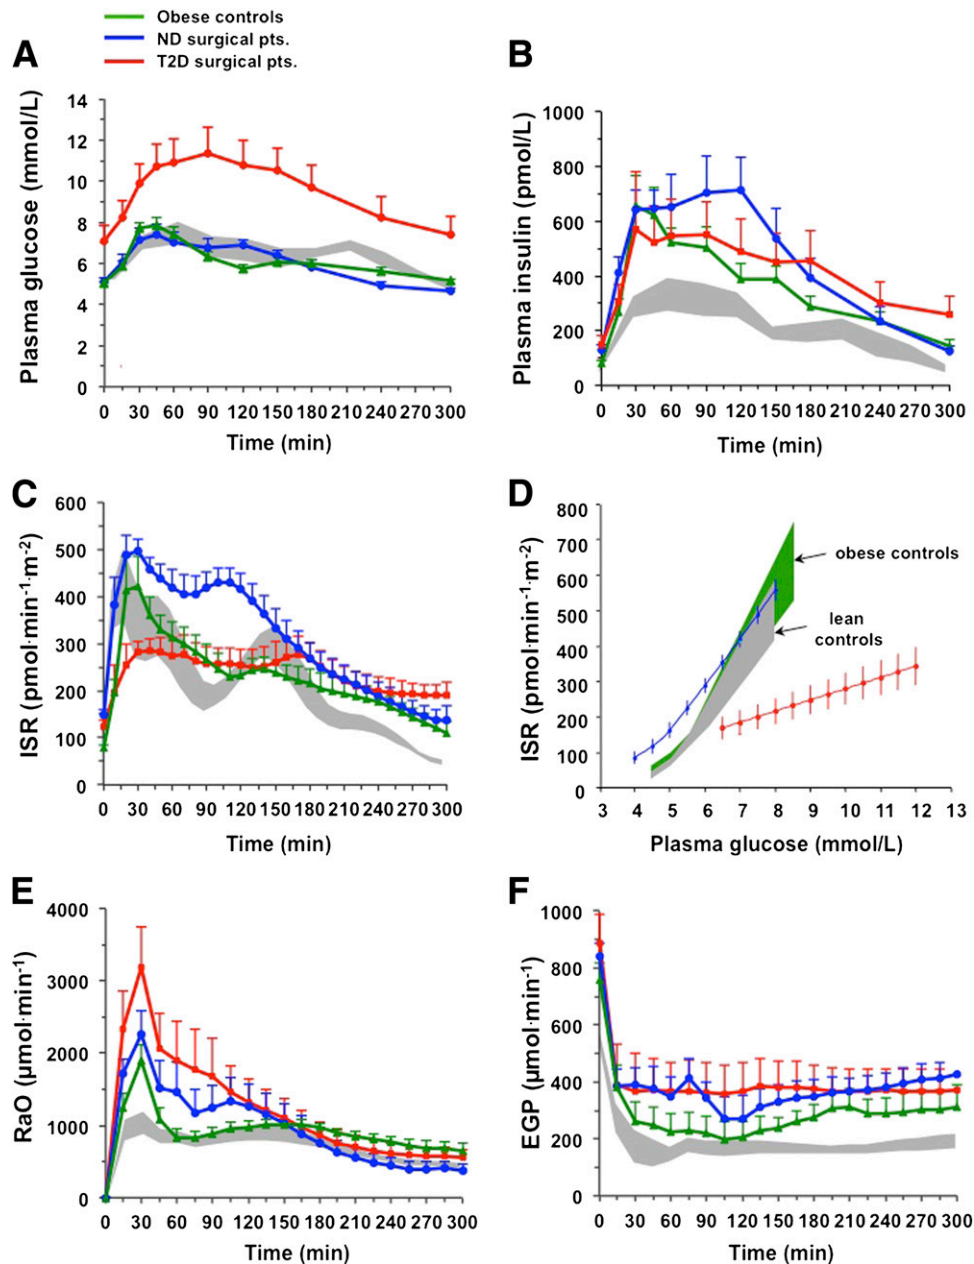 Obese controls
ND surgical pts.
T2D surgical pts.
A
Plasma glucose (mmol/L)
14
12
10
8
6
4
2
0
0 30 60 90 120 150 180 210 240 270 300
Time (min)
B
Plasma insulin (pmol/L)
1000
800
600
400
200
0
0 30 60 90 120 150 180 210 240 270 300
Time (min)
C
ISR (pmol·min-1·m-2)
600
500
400
300
200
100
0
0 30 60 90 120 150 180 210 240 270 300
Time (min)
D
ISR (pmol·min-1·m-2)
800
700
600
500
400
300
200
100
0
obese controls
lean
controls
3 4 5 6 7 8 9 10 11 12 13
Plasma glucose (mmol/L)
E
RaO (µmol·min-1)
4000
3000
2000
1000
0
0 30 60 90 120 150 180 210 240 270 300
Time (min)
F
EGP (µmol·min-1)
1000
800
600
400
200
0
0 30 60 90 120 150 180 210 240 270 300
Time (min)